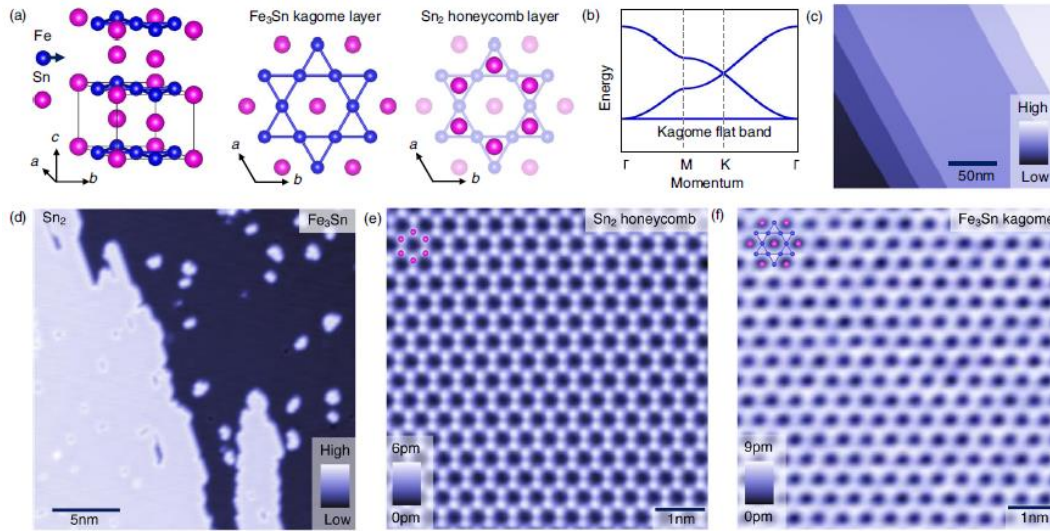 (a)
Fe
Sn
c
a
b
Fe₃Sn kagome layer
a
b
Sn₂ honeycomb layer
a
b
(b)
Energy
Kagome flat band
Γ M K Γ
Momentum
(c)
High
Low
50nm
(d)
Sn₂
Fe₃Sn
High
Low
5nm
(e)
Sn₂ honeycomb
6pm
0pm
1nm
(f)
Fe₃Sn kagome
9pm
0pm
1nm